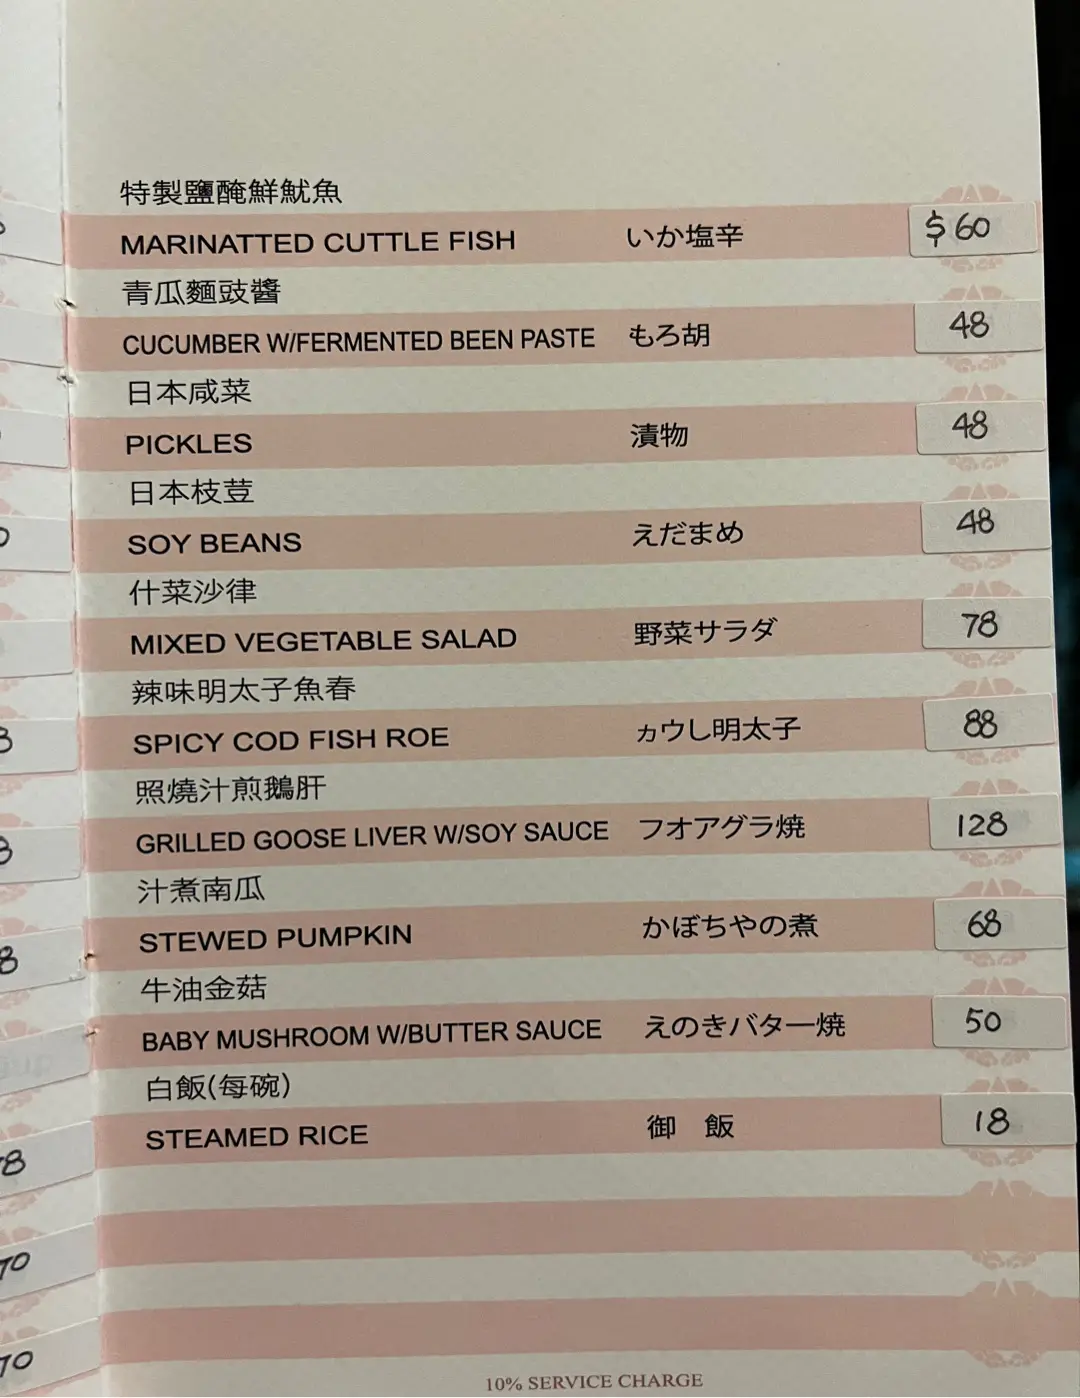 特製鹽醃鮮魷魚
MARINATTED CUTTLE FISH いか塩辛 $60
青瓜麵豉醬
CUCUMBER W/FERMENTED BEEN PASTE もろ胡 48
日本咸菜
PICKLES 漬物 48
日本枝荳
SOY BEANS えだまめ 48
什菜沙律
MIXED VEGETABLE SALAD 野菜サラダ 78
辣味明太子魚春
SPICY COD FISH ROE ヵウし明太子 88
照燒汁煎鵝肝
GRILLED GOOSE LIVER W/SOY SAUCE フオアグラ焼 128
汁煮南瓜
STEWED PUMPKIN かぼちやの煮 68
牛油金菇
BABY MUSHROOM W/BUTTER SAUCE えのきバター焼 50
白飯(每碗)
STEAMED RICE 御 飯 18
10% SERVICE CHARGE